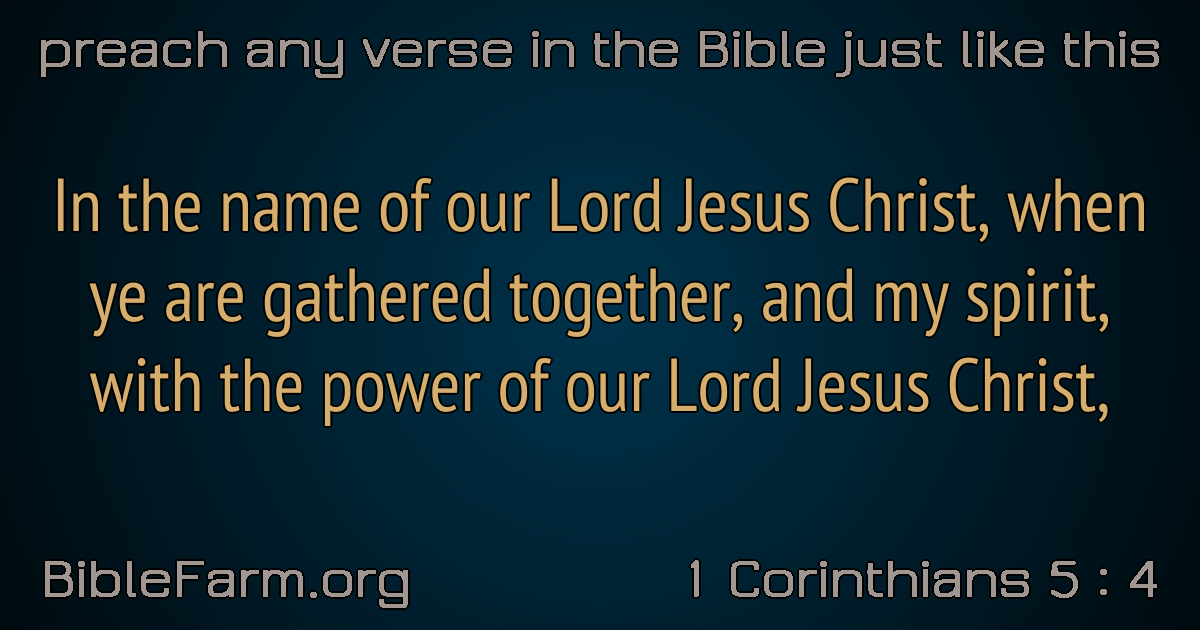 preach any verse in the Bible just like this
In the name of our Lord Jesus Christ, when
ye are gathered together, and my spirit,
with the power of our Lord Jesus Christ,
BibleFarm.org
1 Corinthians 5 : 4